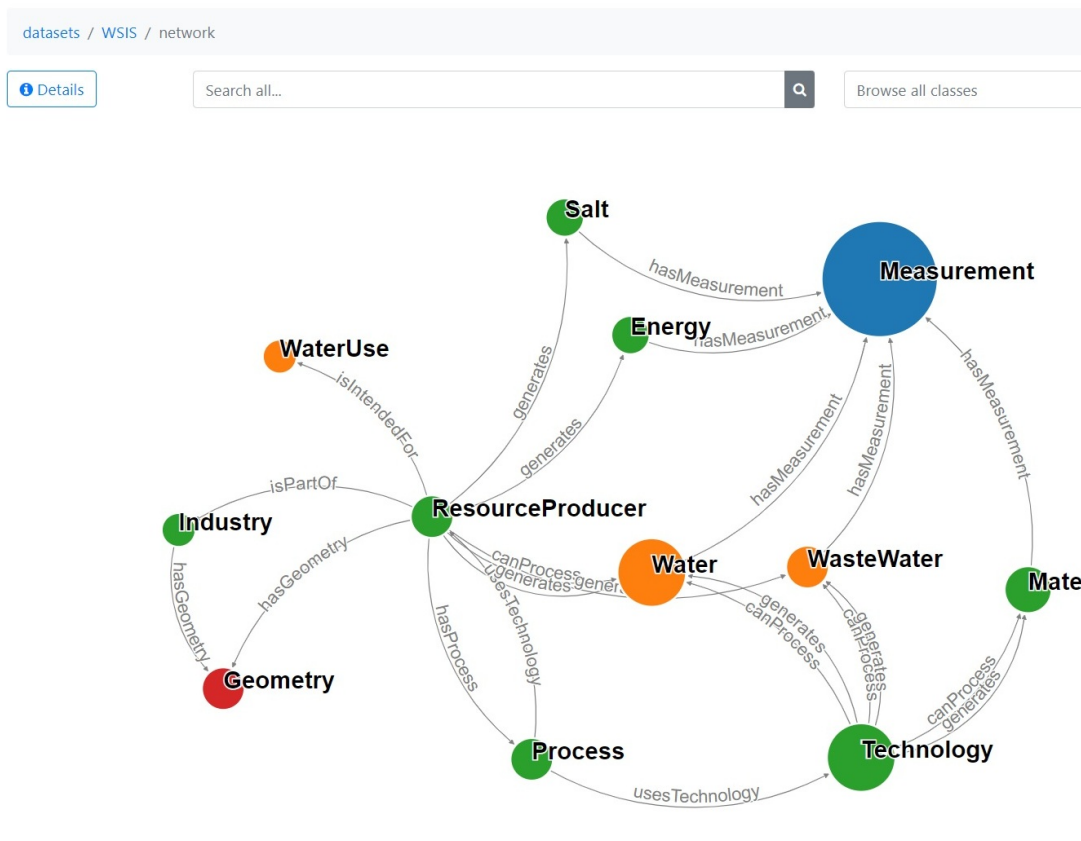 datasets / WSIS / network
Details
Search all...
Browse all classes
Salt
hasMeasurement
Measurement
Energy
hasMeasurement
WaterUse
isIntendedFor
generates
generates
hasMeasurement
hasMeasurement
hasMeasurement
isPartOf
ResourceProducer
Industry
hasGeometry
hasGeometry
canProcess
generates
usesTechnology
Water
WasteWater
Mate
generates
canProcess
generates
canProcess
hasProcess
Geometry
canProcess
generates
Process
Technology
usesTechnology